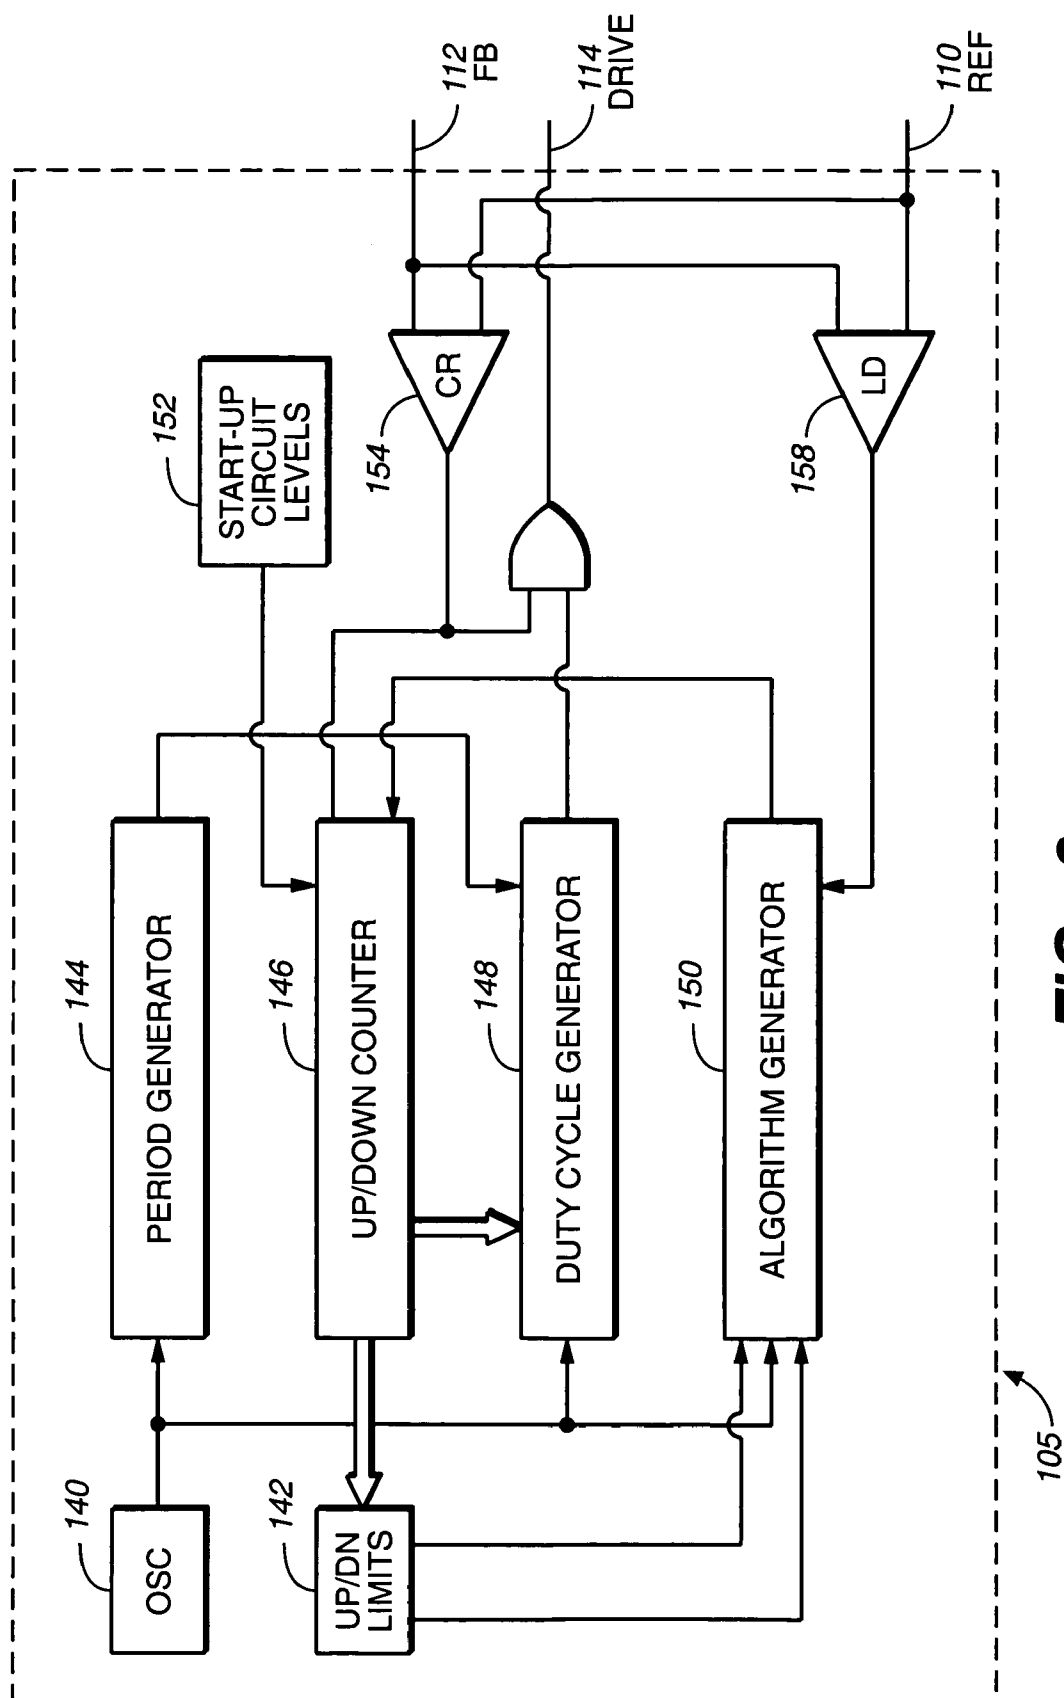 140
OSC
142
UP/DN
LIMITS
144
PERIOD GENERATOR
146
UP/DOWN COUNTER
148
DUTY CYCLE GENERATOR
150
ALGORITHM GENERATOR
152
START-UP
CIRCUIT
LEVELS
154
CR
158
LD
112
FB
114
DRIVE
110
REF
105